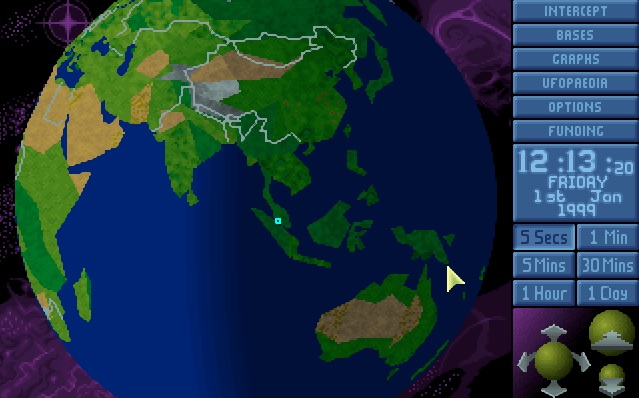 INTERCEPT
BASES
GRAPHS
UFOPAEDIA
OPTIONS
FUNDING
12 :13 :20
FRIDAY
1st Jan
1999
5 Secs 1 Min
5 Mins 30 Mins
1 Hour 1 Day